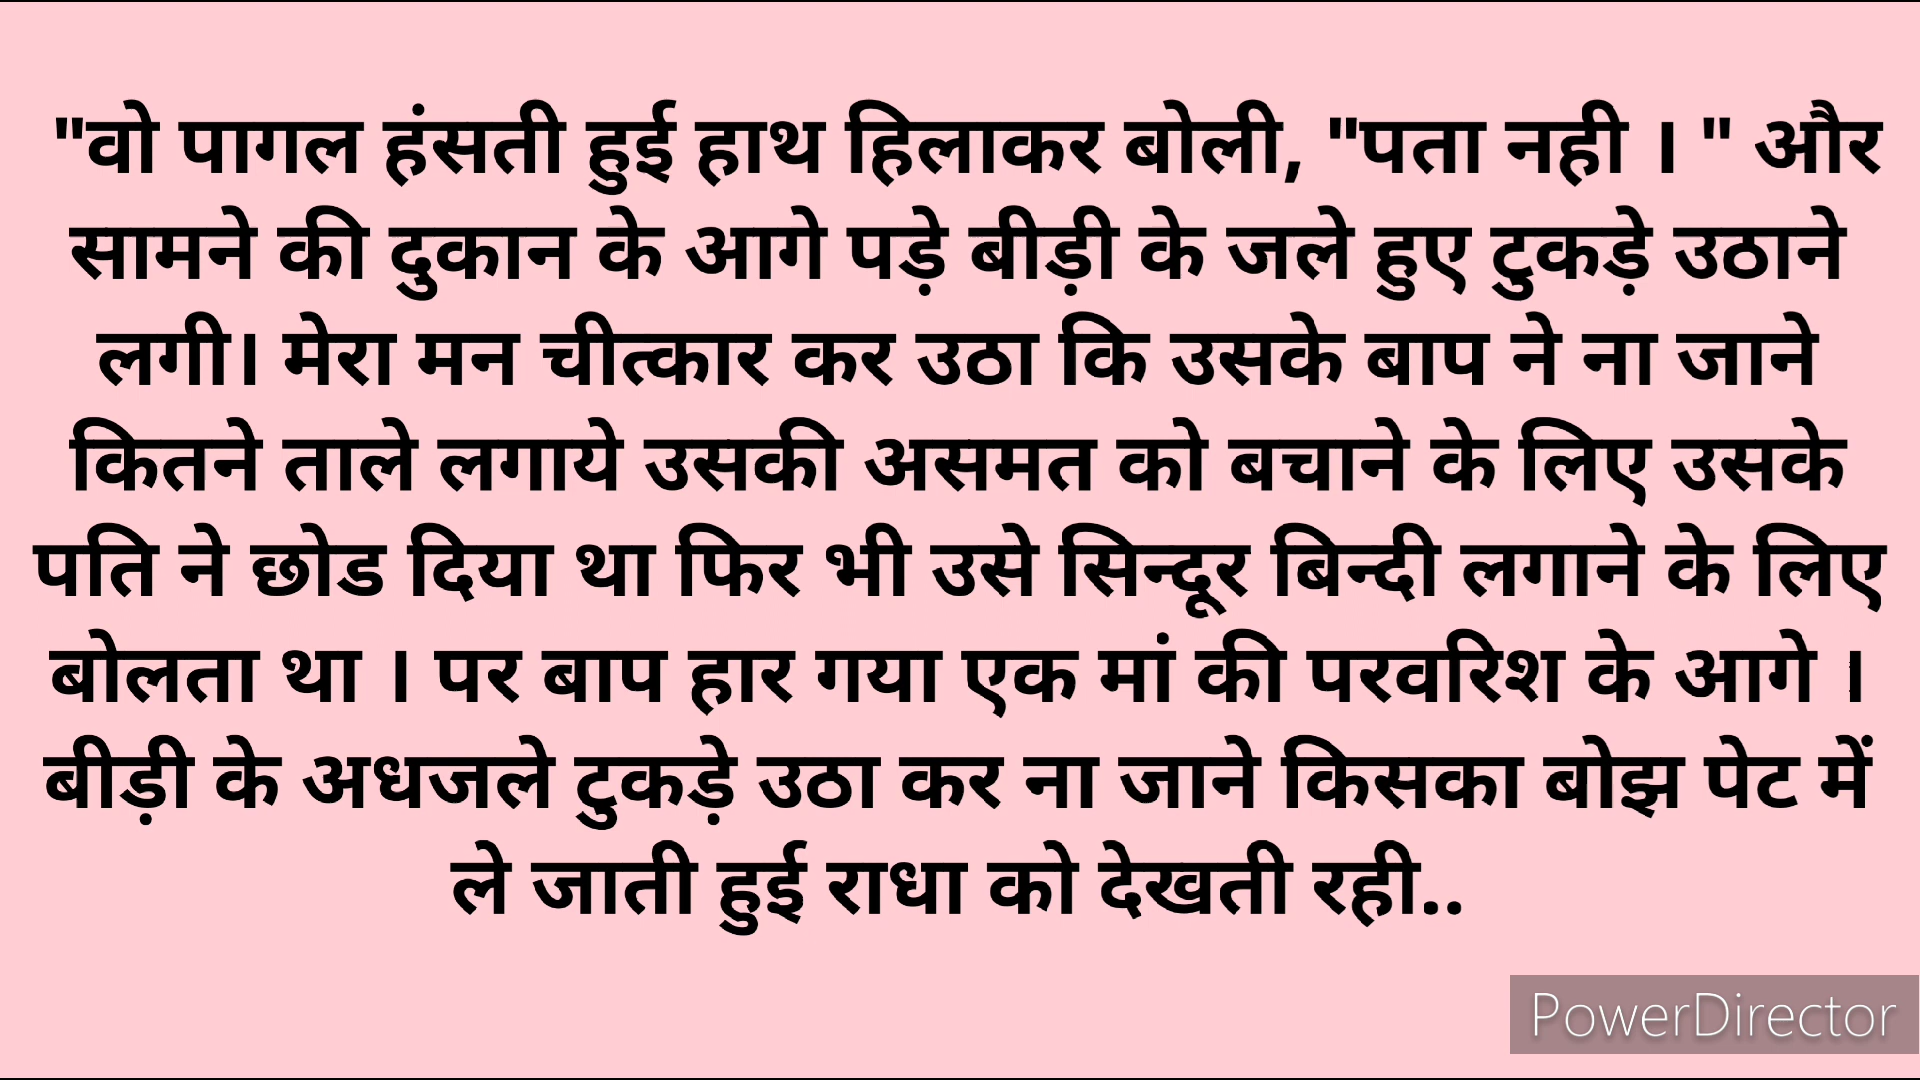 "वो पागल हंसती हुई हाथ हिलाकर बोली, "पता नही । " और
सामने की दुकान के आगे पड़े बीड़ी के जले हुए टुकड़े उठाने
लगी। मेरा मन चीत्कार कर उठा कि उसके बाप ने ना जाने
कितने ताले लगाये उसकी असमत को बचाने के लिए उसके
पति ने छोड दिया था फिर भी उसे सिन्दूर बिन्दी लगाने के लिए
बोलता था । पर बाप हार गया एक मां की परवरिश के आगे ।
बीड़ी के अधजले टुकड़े उठा कर ना जाने किसका बोझ पेट में
ले जाती हुई राधा को देखती रही..
PowerDirector